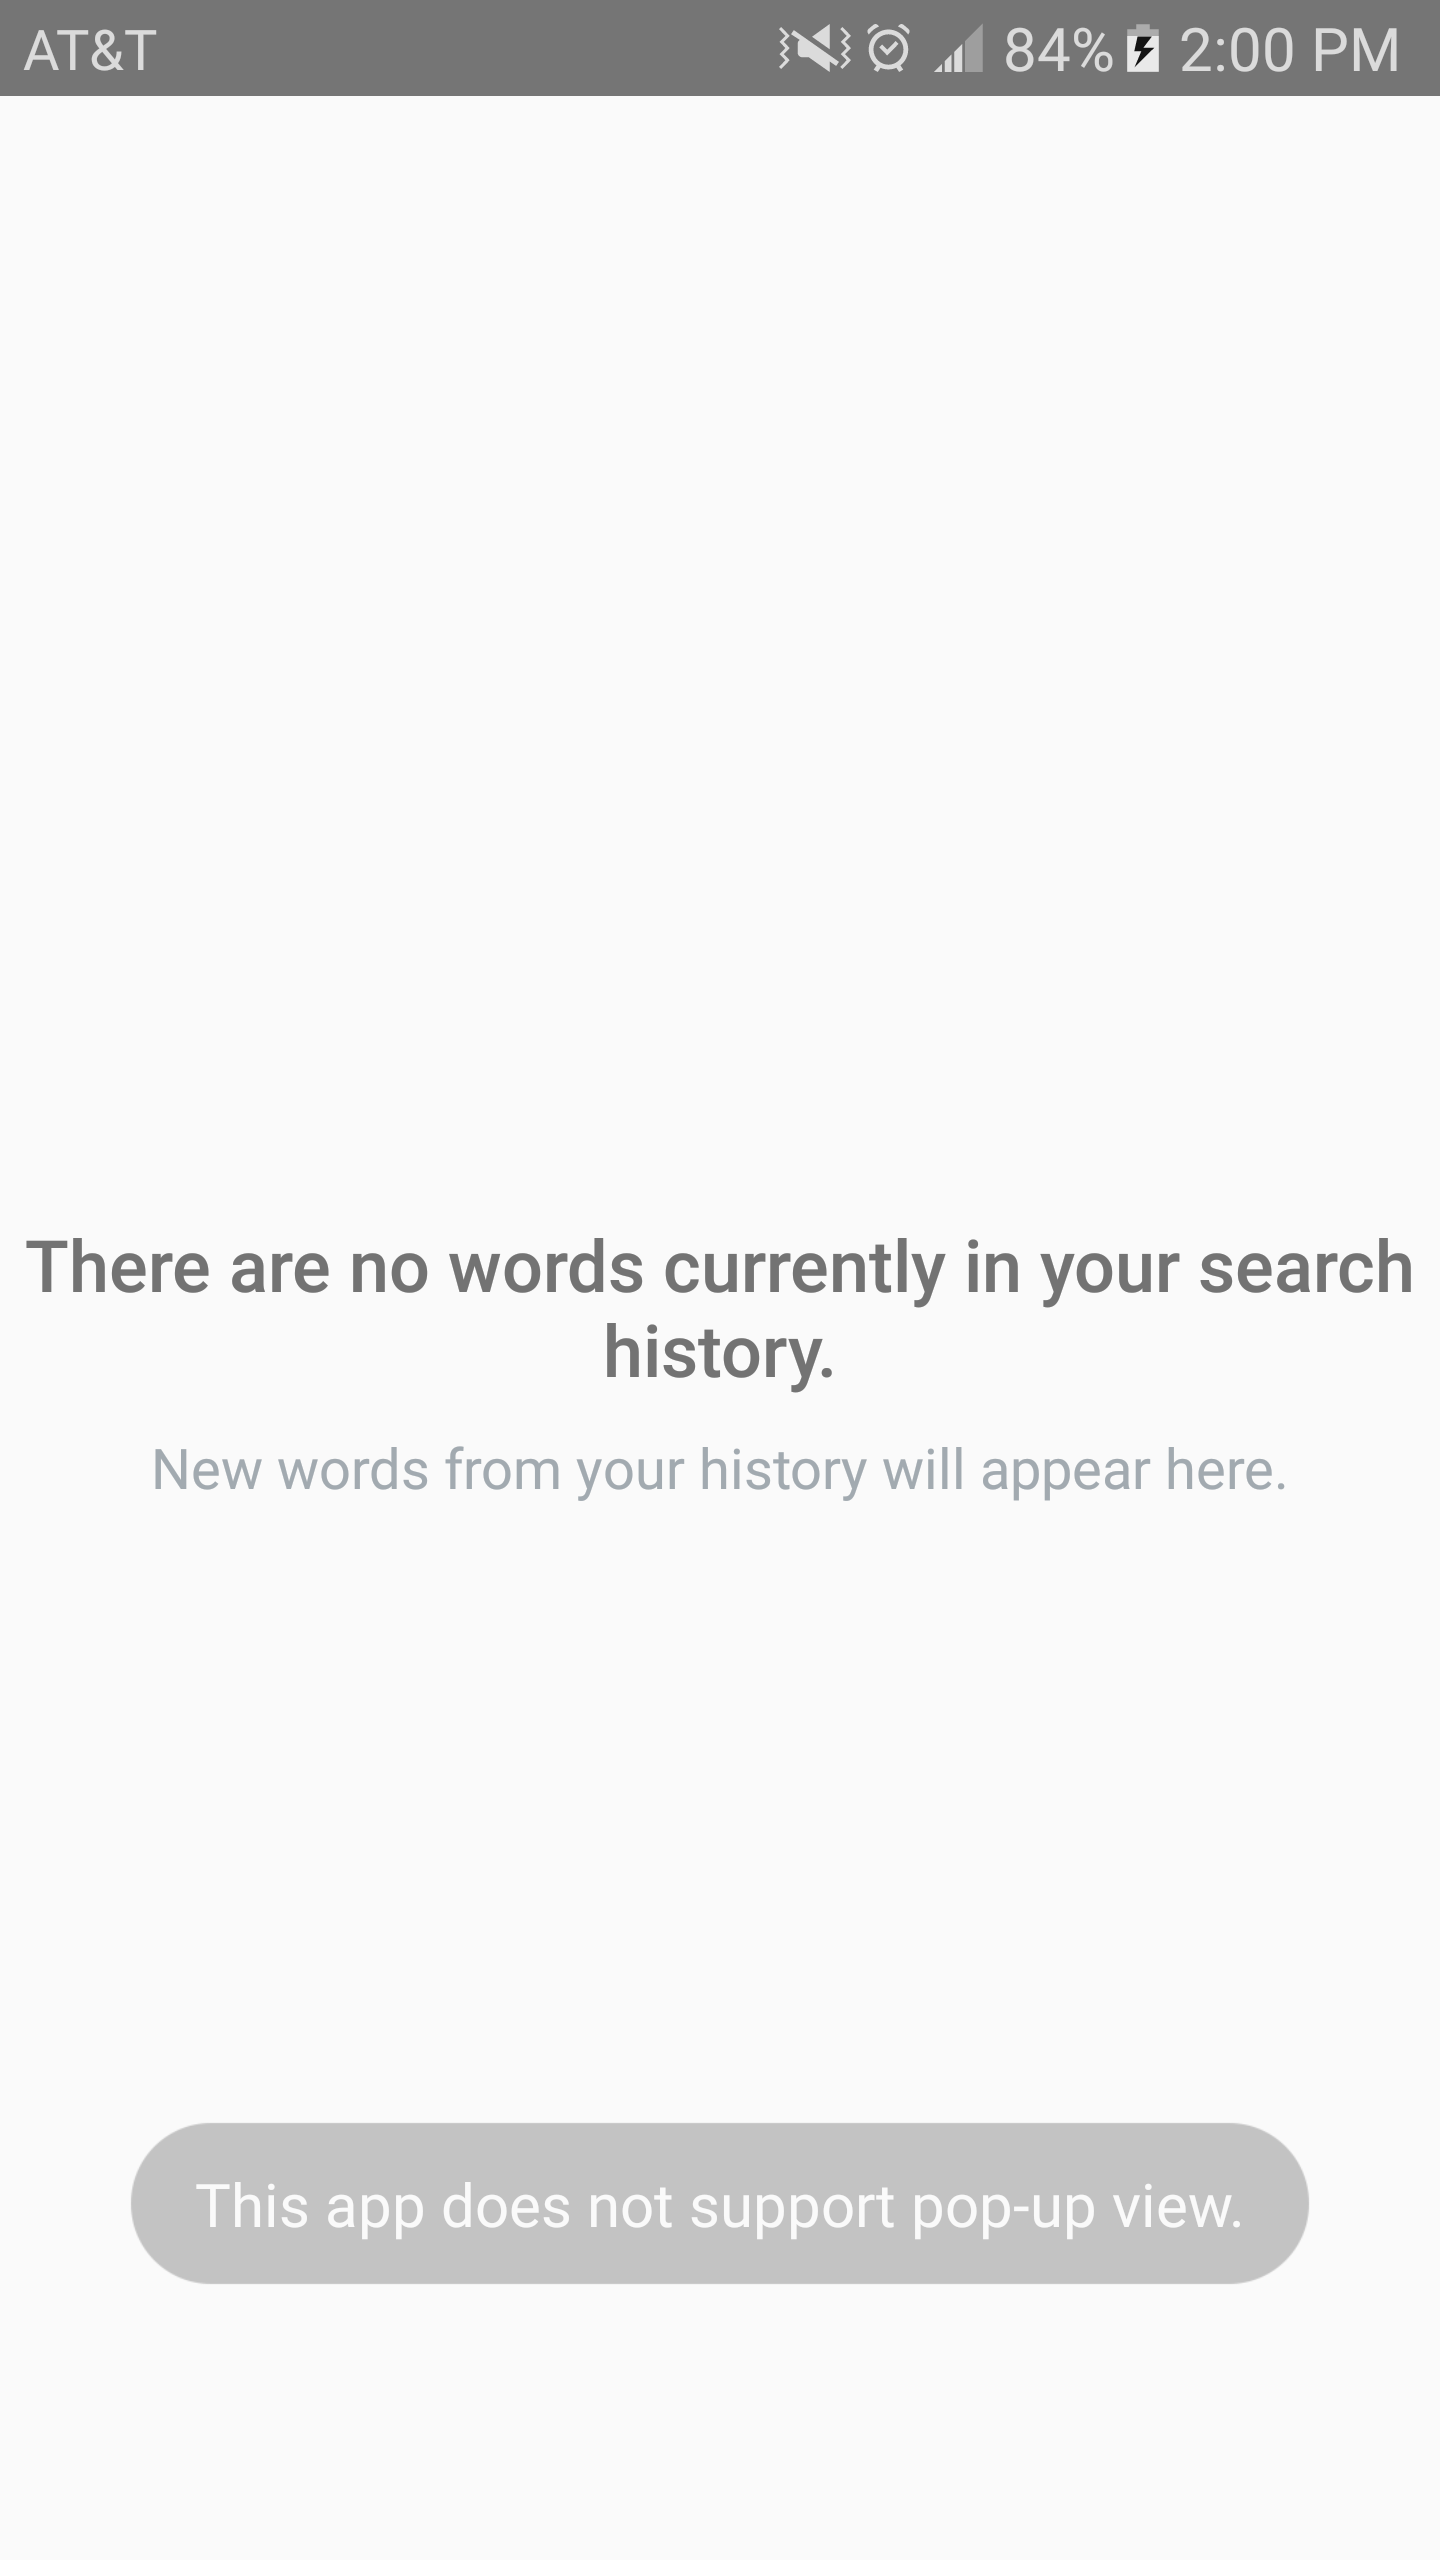 AT&T 84% 2:00 PM
There are no words currently in your search
history.
New words from your history will appear here.
This app does not support pop-up view.